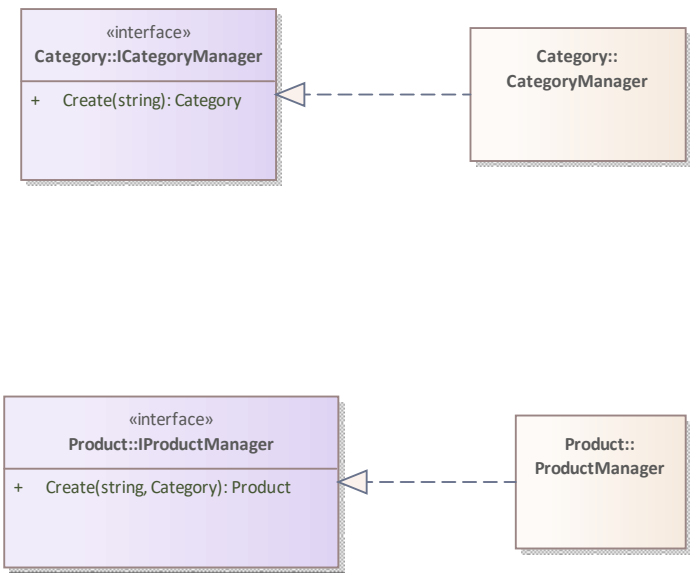 «interface»
Category::ICategoryManager
+ Create(string): Category
Category::
CategoryManager
«interface»
Product::IProductManager
+ Create(string, Category): Product
Product::
ProductManager